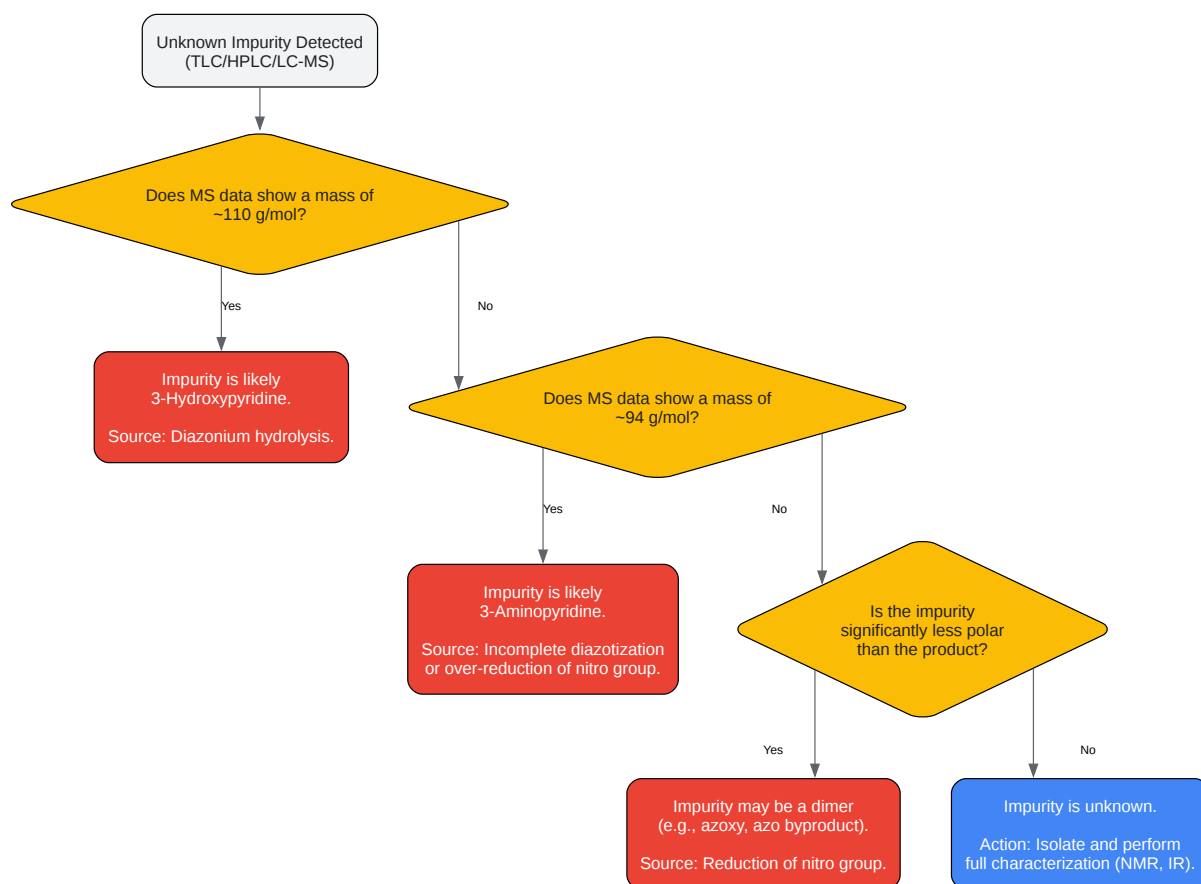 Unknown Impurity Detected
(TLC/HPLC/LC-MS)
Does MS data show a mass of
~110 g/mol?
Yes
No
Impurity is likely
3-Hydroxypyridine.
Source: Diazonium hydrolysis.
Does MS data show a mass of
~94 g/mol?
Yes
No
Impurity is likely
3-Aminopyridine.
Source: Incomplete diazotization
or over-reduction of nitro group.
Is the impurity
significantly less polar
than the product?
Yes
No
Impurity may be a dimer
(e.g., azoxy, azo byproduct).
Source: Reduction of nitro group.
Impurity is unknown.
Action: Isolate and perform
full characterization (NMR, IR).